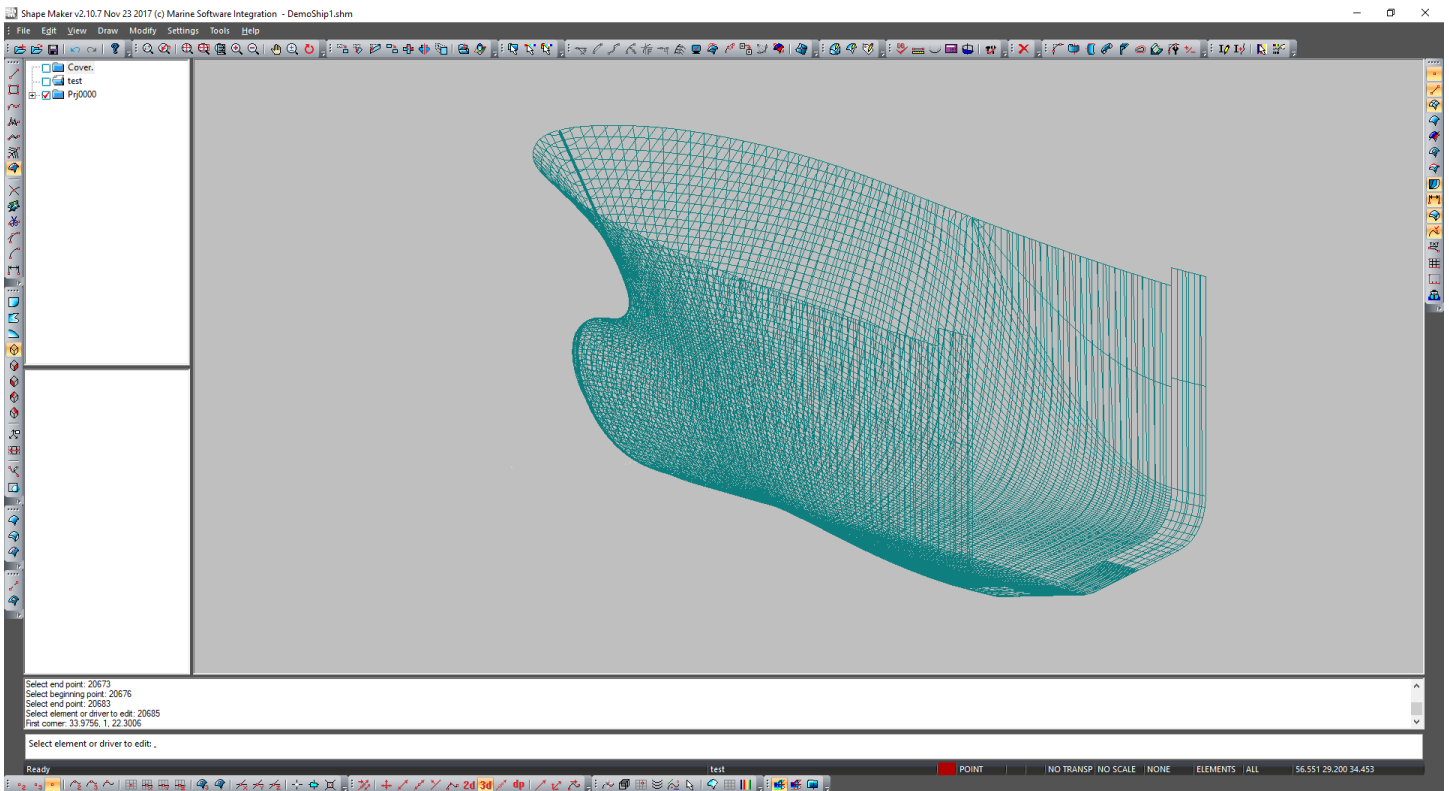 Shape Maker v2.10.7 Nov 23 2017 (c) Marine Software Integration - DemoShip1.shm
File Edit View Draw Modify Settings Tools Help
Cover.
test
Prj0000
Select end point: 20673
Select beginning point: 20676
Select end point: 20683
Select element or driver to edit: 20685
First corner: 33.9756, 1, 22.3006
Select element or driver to edit: ,
Ready test POINT NO TRANSP NO SCALE NONE ELEMENTS ALL 56.551 29.200 34.453
2d 3d dp